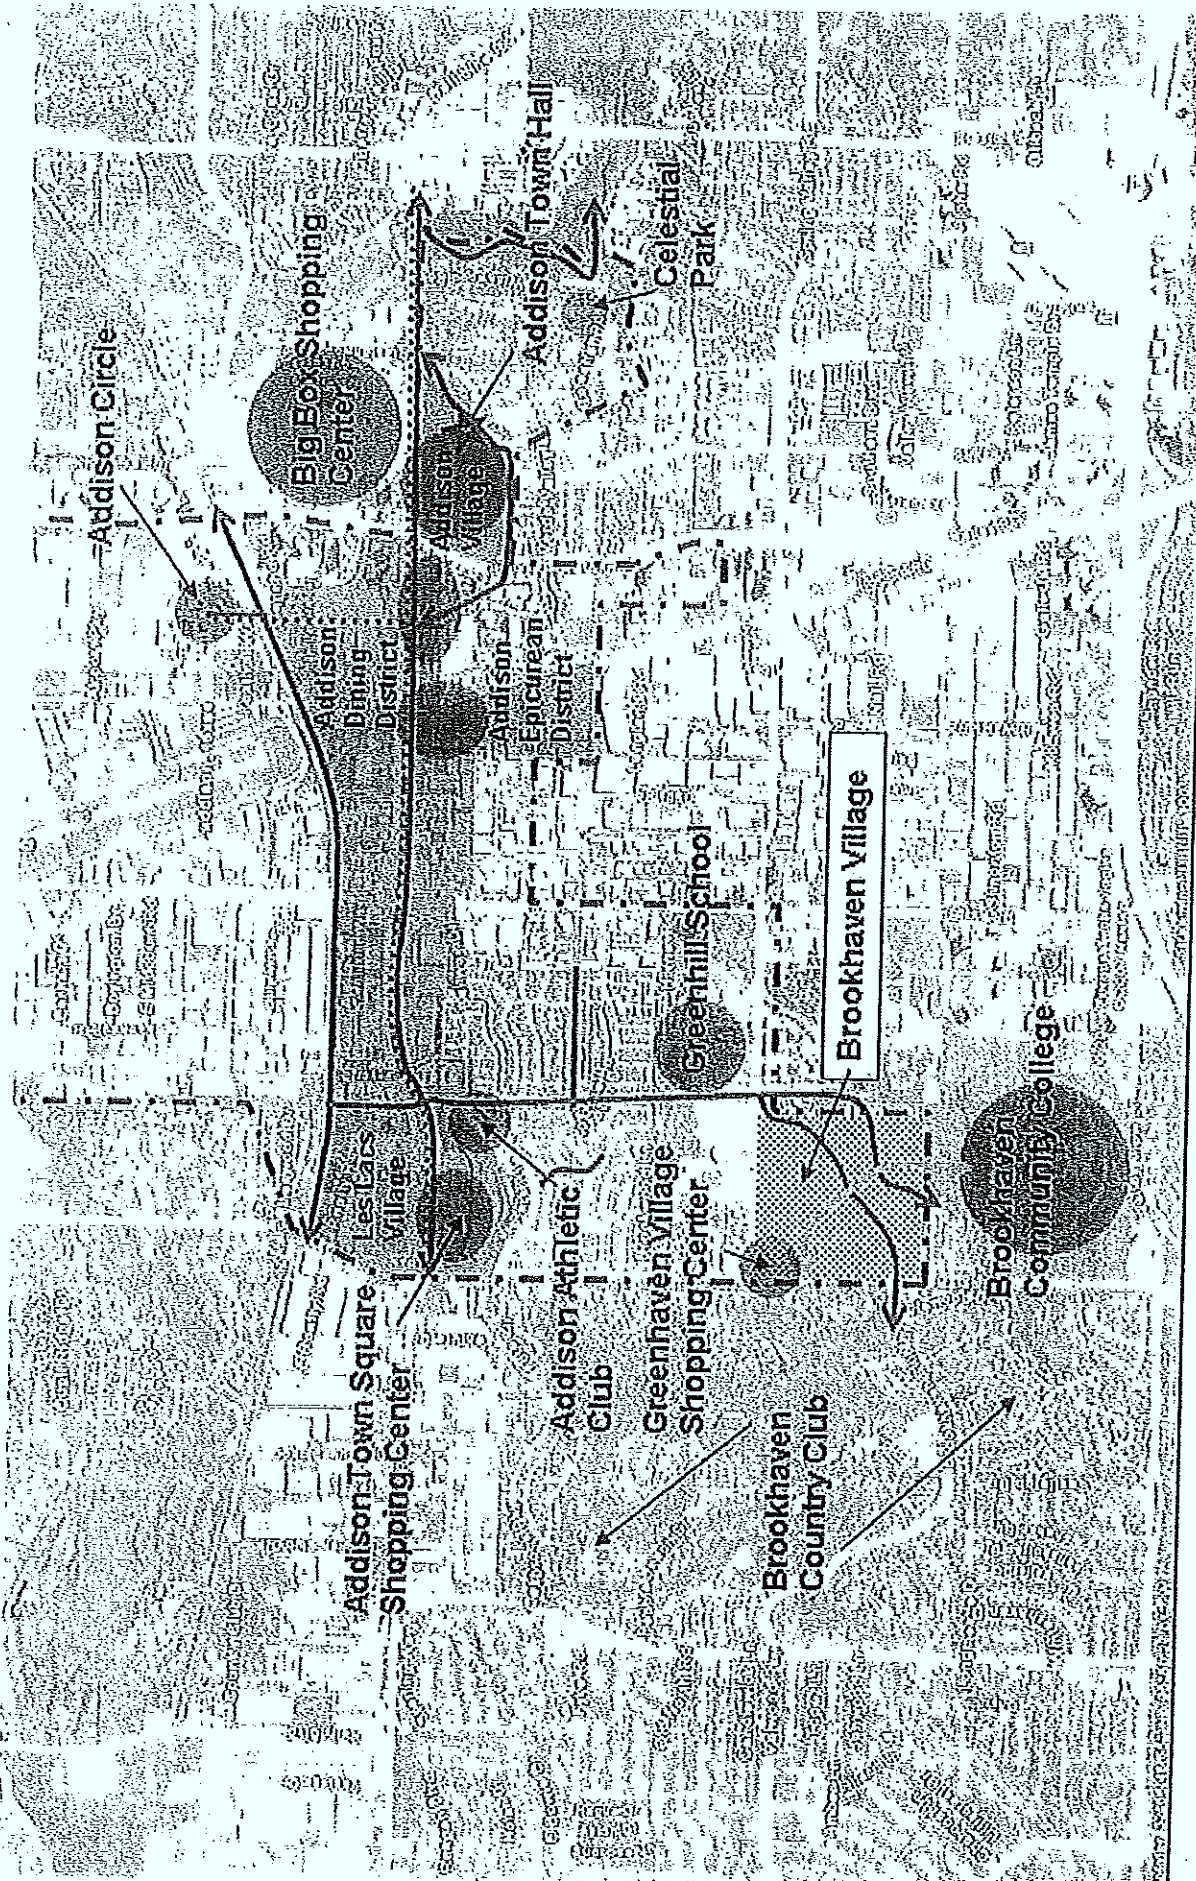 Addison Circle
Big Box Shopping
Center
Addison
Village
Addison Town Hall
Celestial
Park
Addison
Dining
District
Addison
Epicurean
District
Les Lacs
Village
Addison Town Square
Shopping Center
Addison Athletic
Club
Greenhill School
Greenhaven Village
Shopping Center
Brookhaven Village
Brookhaven
Community College
Brookhaven
Country Club